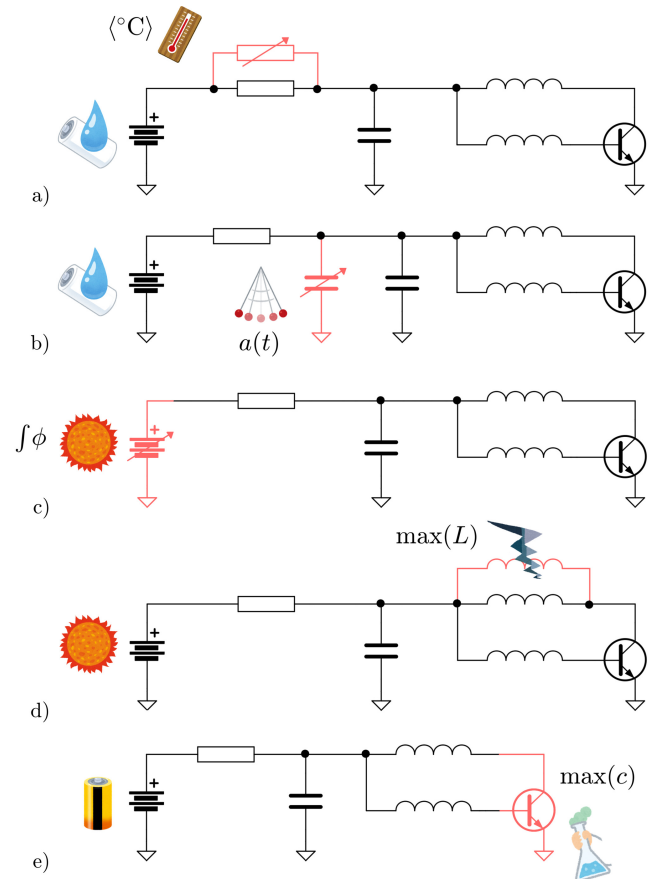 ⟨°C⟩
+
a)
+
a(t)
b)
∫ϕ
+
c)
max(L)
+
d)
+
max(c)
e)